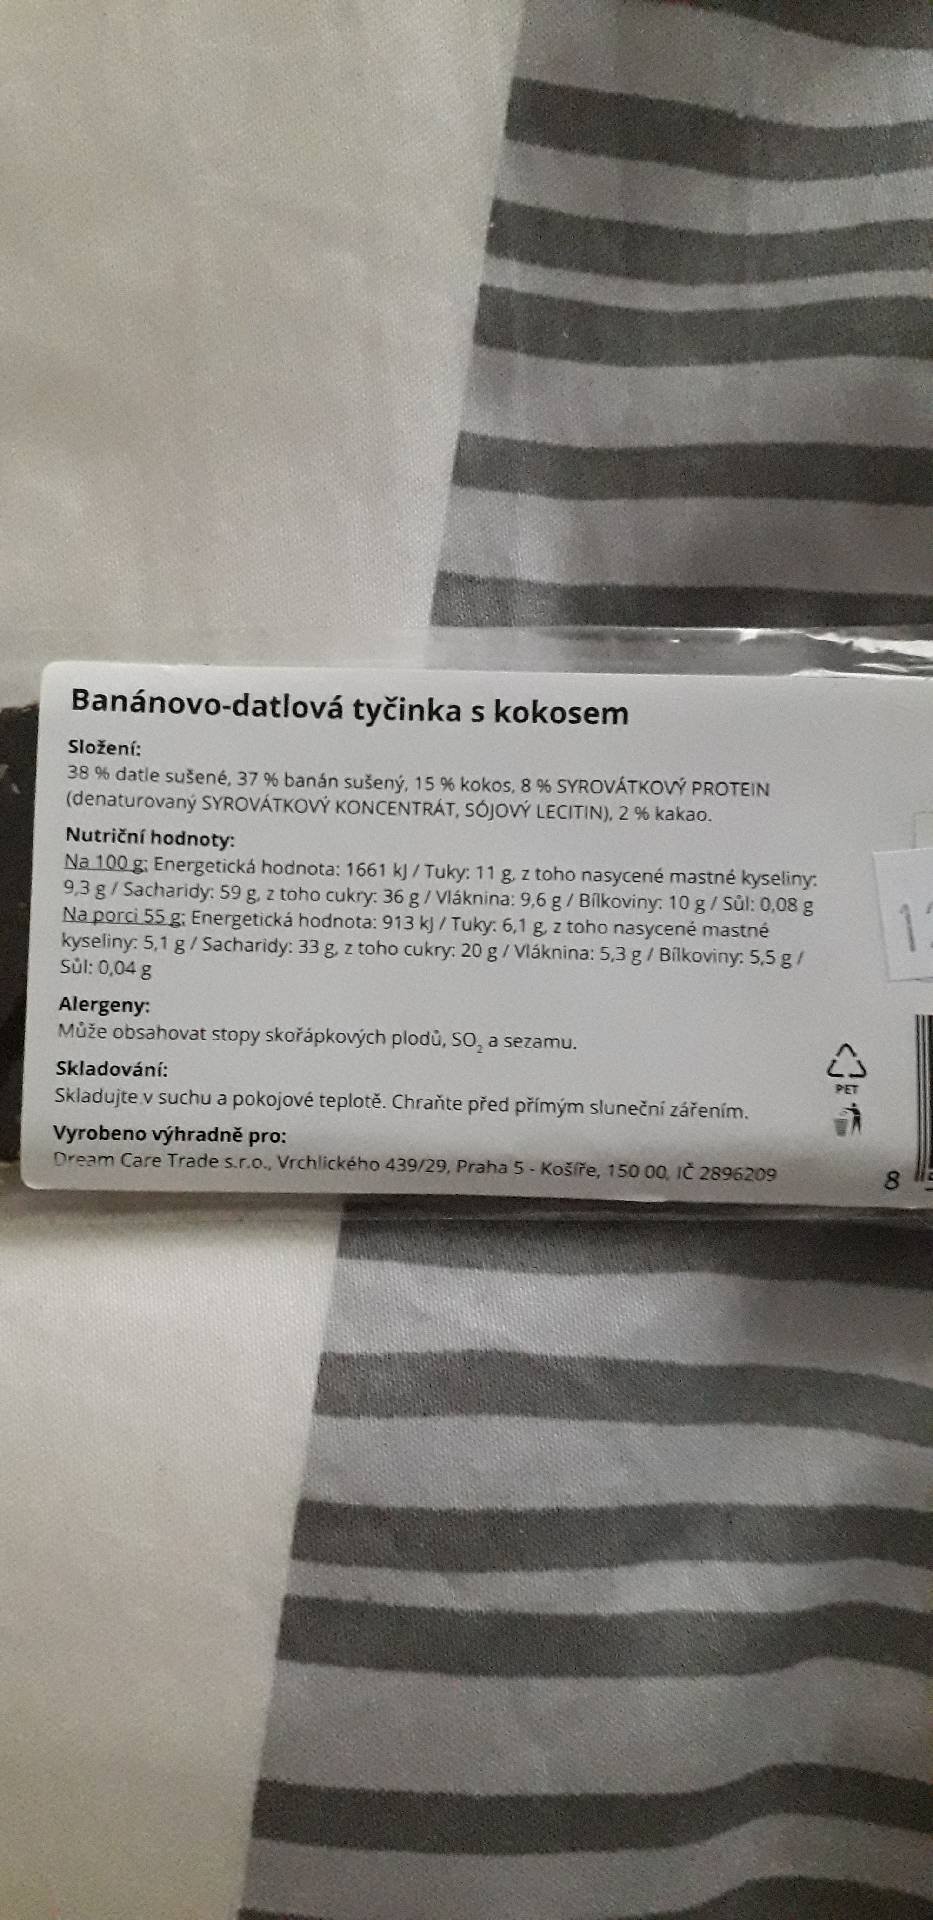 Banánovo-datlová tyčinka s kokosem
Složení:
38 % datle sušené, 37 % banán sušený, 15 % kokos, 8 % SYROVÁTKOVÝ PROTEIN
(denaturovaný SYROVÁTKOVÝ KONCENTRÁT, SÓJOVÝ LECITIN), 2 % kakao.
Nutriční hodnoty:
Na 100 g: Energetická hodnota: 1661 kJ / Tuky: 11 g, z toho nasycené mastné kyseliny:
9,3 g / Sacharidy: 59 g, z toho cukry: 36 g / Vláknina: 9,6 g / Bílkoviny: 10 g / Sůl: 0,08 g
Na porci 55 g: Energetická hodnota: 913 kJ / Tuky: 6,1 g, z toho nasycené mastné
kyseliny: 5,1 g / Sacharidy: 33 g, z toho cukry: 20 g / Vláknina: 5,3 g / Bílkoviny: 5,5 g /
Sůl: 0,04 g
Alergeny:
Může obsahovat stopy skořápkových plodů, SO₂ a sezamu.
Skladování:
Skladujte v suchu a pokojové teplotě. Chraňte před přímým sluneční zářením.
PET
Vyrobeno výhradně pro:
Dream Care Trade s.r.o., Vrchlického 439/29, Praha 5 - Košíře, 150 00, IČ 2896209
8